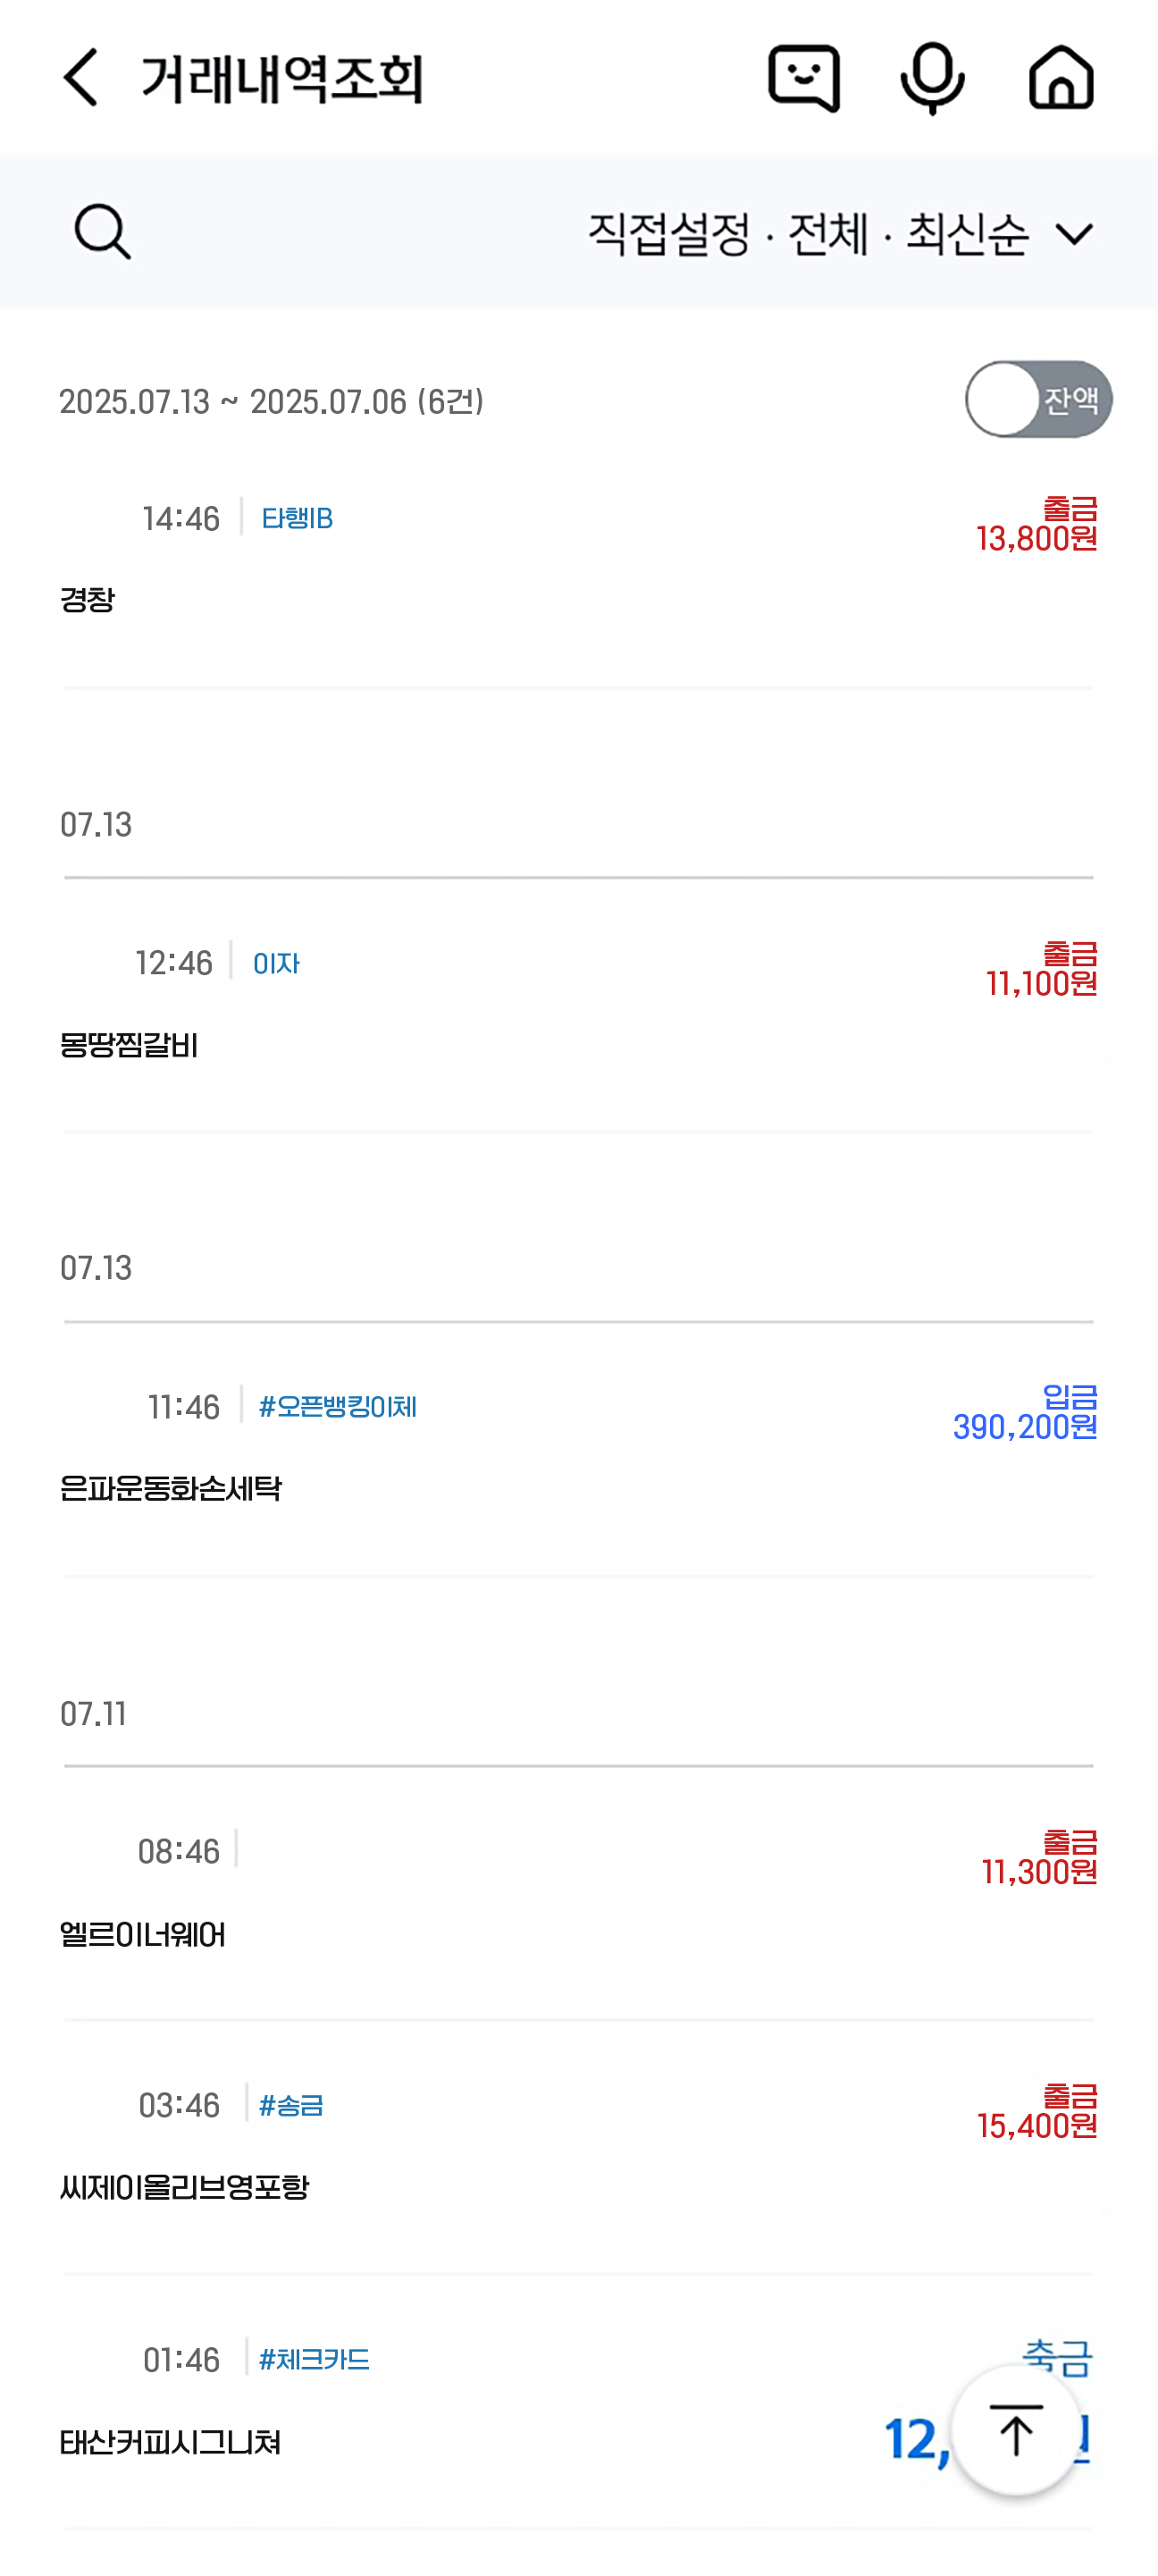 거래내역조회
직접설정 · 전체 · 최신순
2025.07.13 ~ 2025.07.06 (6건) 잔액
14:46 타행IB 출금
13,800원
경창
07.13
12:46 이자 출금
11,100원
몽땅찜갈비
07.13
11:46 #오픈뱅킹이체 입금
390,200원
은파운동화손세탁
07.11
08:46 출금
11,300원
엘르이너웨어
03:46 #송금 출금
15,400원
씨제이올리브영포항
01:46 #체크카드
태산커피시그니쳐 12,